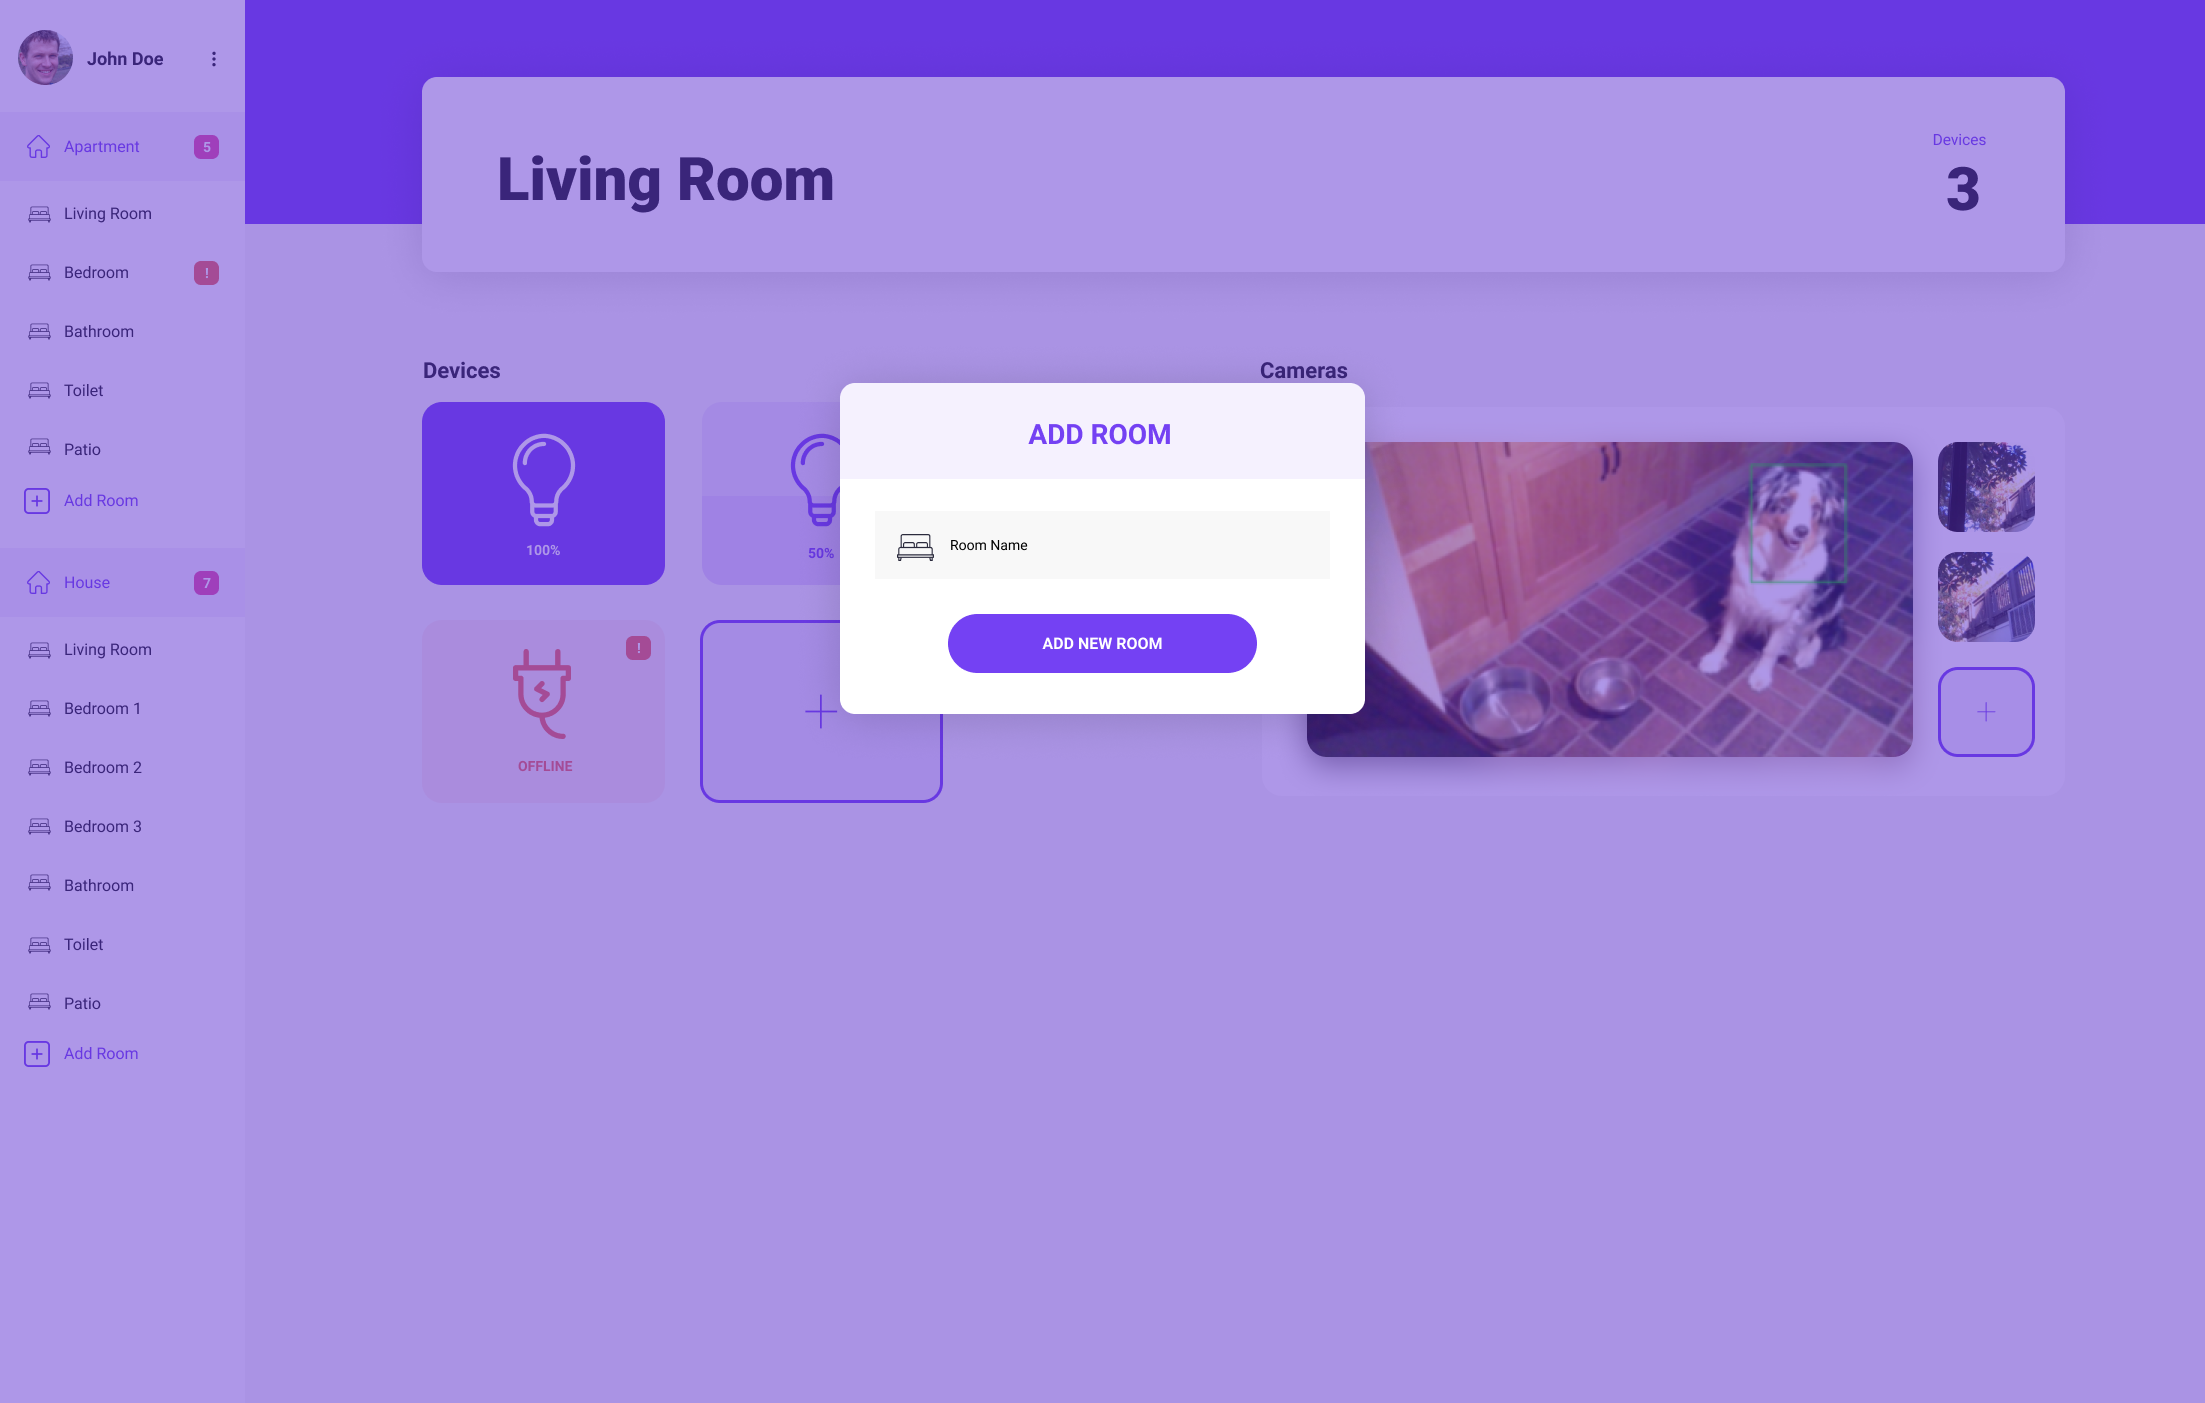 John Doe
Apartment 5
Living Room
Bedroom !
Bathroom
Toilet
Patio
Add Room
House 7
Living Room
Bedroom 1
Bedroom 2
Bedroom 3
Bathroom
Toilet
Patio
Add Room
Living Room
Devices
3
Devices
100%
50%
!
OFFLINE
Cameras
ADD ROOM
Room Name
ADD NEW ROOM